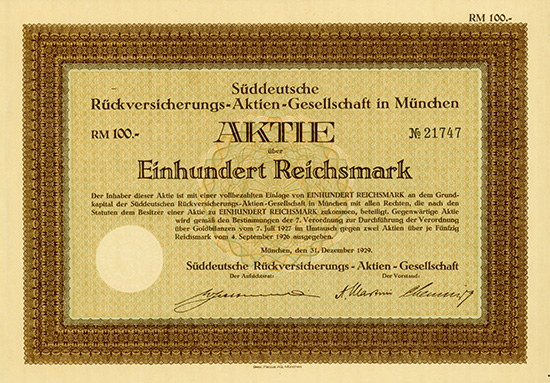 RM 100.-
Süddeutsche
Rückversicherungs-Aktien-Gesellschaft in München
RM 100.- AKTIE № 21747
über
Einhundert Reichsmark
Der Inhaber dieser Aktie ist mit einer vollbezahlten Einlage von EINHUNDERT REICHSMARK an dem Grund-
kapital der Süddeutschen Rückversicherungs-Aktien-Gesellschaft in München mit allen Rechten, die nach den
Statuten dem Besitzer einer Aktie zu EINHUNDERT REICHSMARK zukommen, beteiligt. Gegenwärtige Aktie
wird gemäß den Bestimmungen der 7. Verordnung zur Durchführung der Verordnung
über Goldbilanzen vom 7. Juli 1927 im Umtausch gegen zwei Aktien über je Fünfzig
Reichsmark vom 4. September 1926 ausgegeben.
München, den 31. Dezember 1929.
Süddeutsche Rückversicherungs-Aktien-Gesellschaft
Der Aufsichtsrat: Der Vorstand: